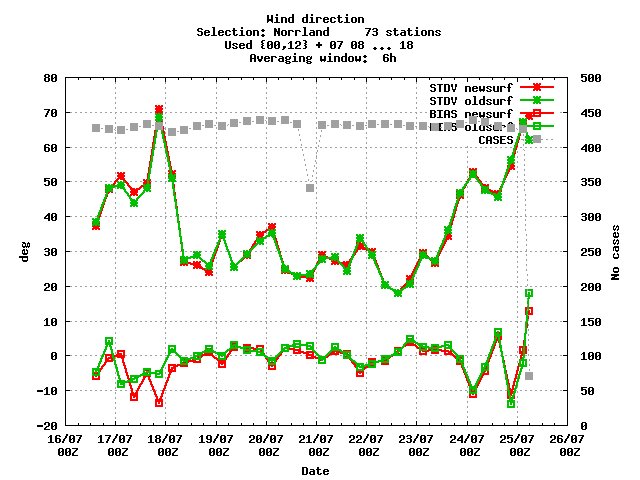 Wind direction
Selection: Norrland 73 stations
Used {00,12} + 07 08 ... 18
Averaging window: 6h
80 500
70 450
60 400
50 350
40 300
30 250
20 200
10 150
0 100
-10 50
-20 0
STDV newsurf
STDV oldsurf
BIAS newsurf
BIAS oldsurf
CASES
deg
No cases
16/07 17/07 18/07 19/07 20/07 21/07 22/07 23/07 24/07 25/07 26/07
00Z 00Z 00Z 00Z 00Z 00Z 00Z 00Z 00Z 00Z 00Z
Date